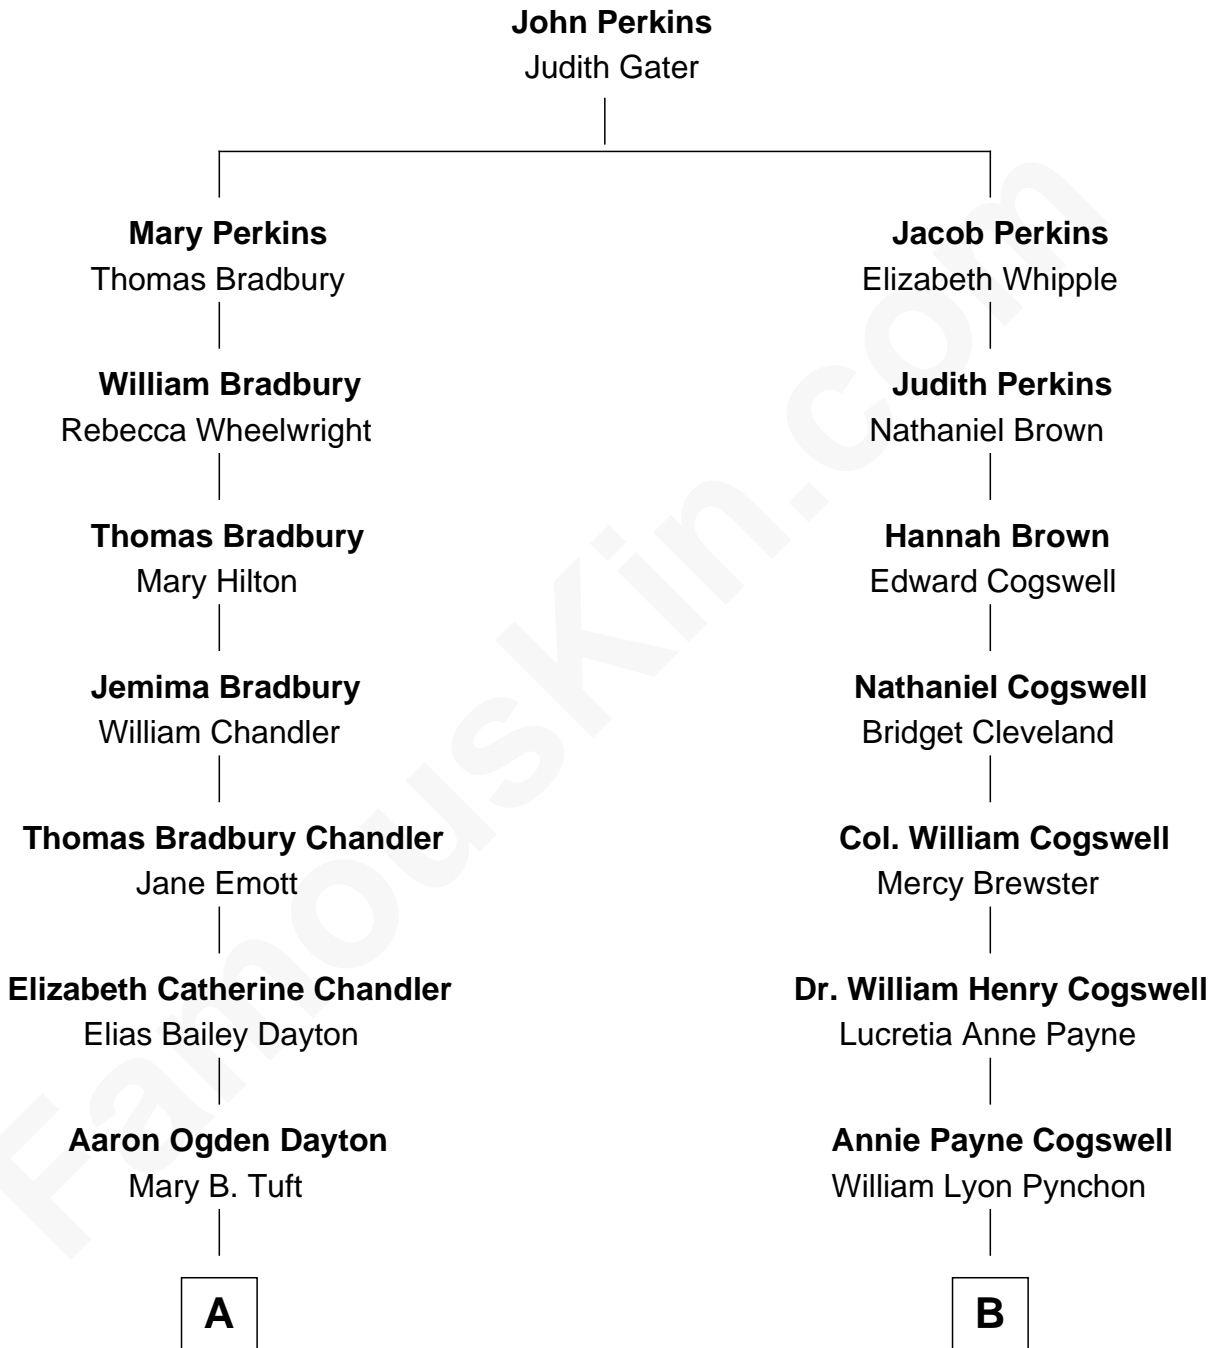 John Perkins
Judith Gater
Mary Perkins
Thomas Bradbury
Jacob Perkins
Elizabeth Whipple
William Bradbury
Rebecca Wheelwright
Judith Perkins
Nathaniel Brown
Thomas Bradbury
Mary Hilton
Hannah Brown
Edward Cogswell
Jemima Bradbury
William Chandler
Nathaniel Cogswell
Bridget Cleveland
Thomas Bradbury Chandler
Jane Emott
Col. William Cogswell
Mercy Brewster
Elizabeth Catherine Chandler
Elias Bailey Dayton
Dr. William Henry Cogswell
Lucretia Anne Payne
Aaron Ogden Dayton
Mary B. Tuft
Annie Payne Cogswell
William Lyon Pynchon
A
B
FamousKin.com